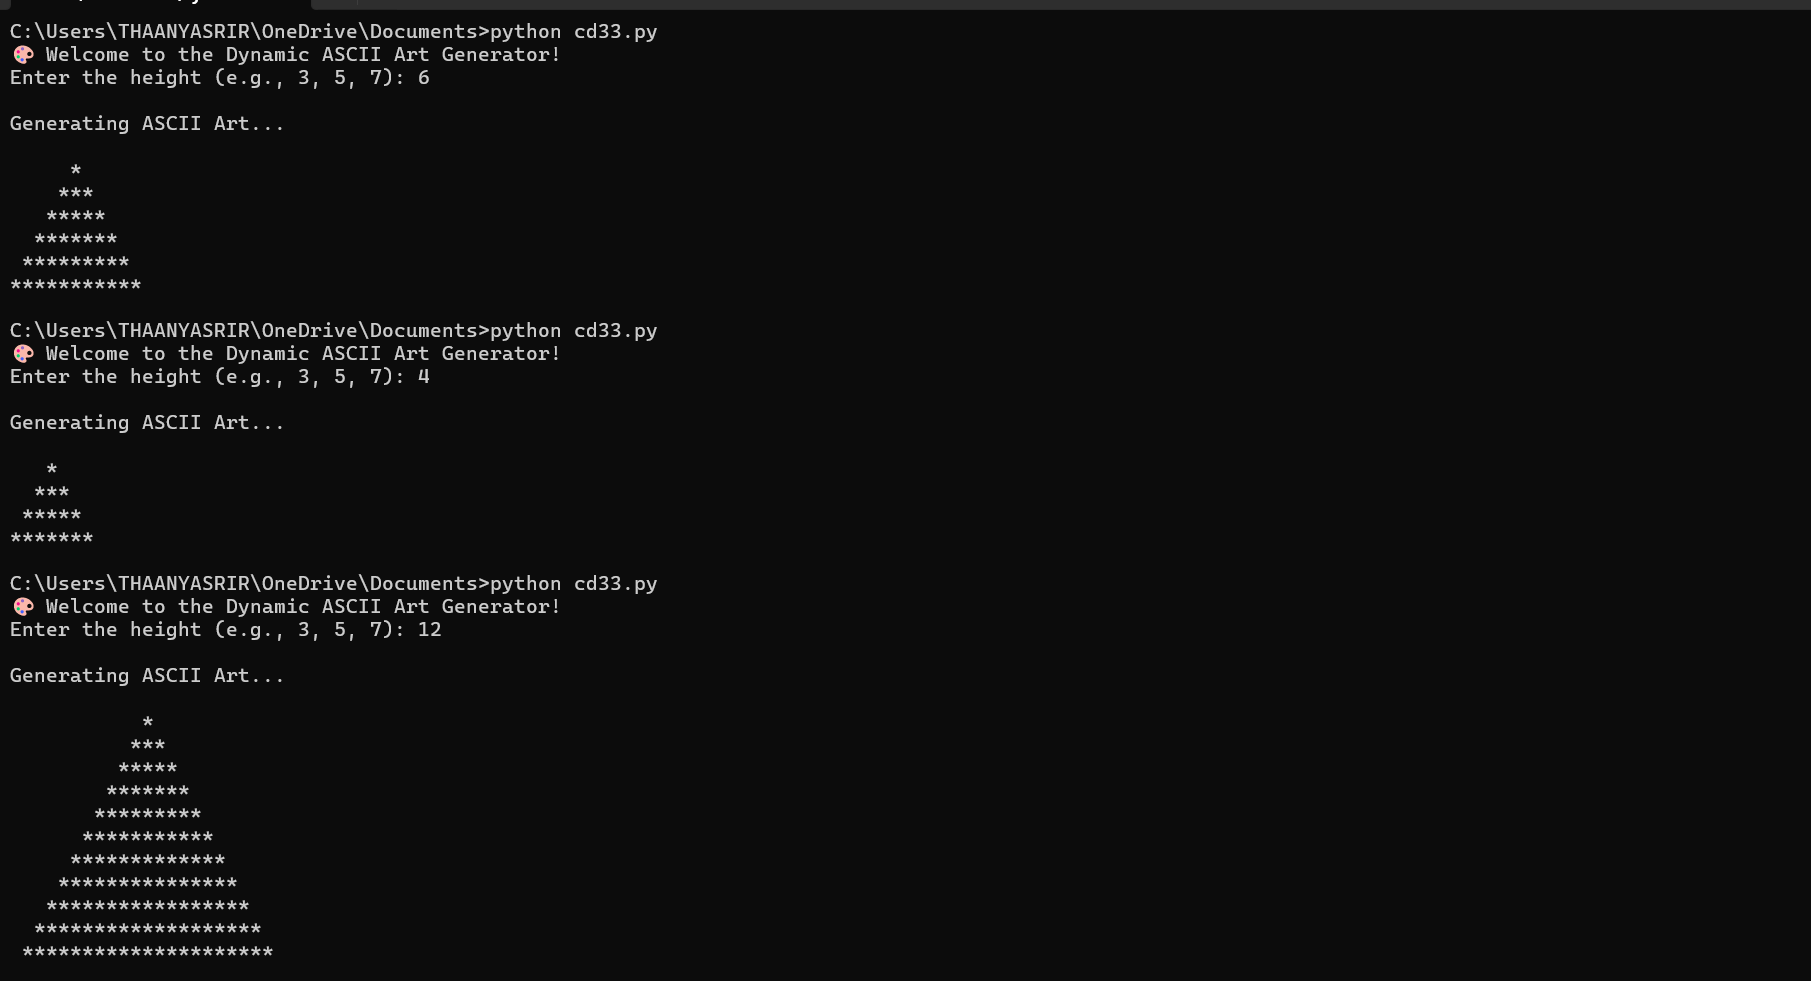 C:\Users\THAANYASRIR\OneDrive\Documents>python cd33.py
🎨 Welcome to the Dynamic ASCII Art Generator!
Enter the height (e.g., 3, 5, 7): 6

Generating ASCII Art...

     *
    ***
   *****
  *******
 *********
***********

C:\Users\THAANYASRIR\OneDrive\Documents>python cd33.py
🎨 Welcome to the Dynamic ASCII Art Generator!
Enter the height (e.g., 3, 5, 7): 4

Generating ASCII Art...

   *
  ***
 *****
*******

C:\Users\THAANYASRIR\OneDrive\Documents>python cd33.py
🎨 Welcome to the Dynamic ASCII Art Generator!
Enter the height (e.g., 3, 5, 7): 12

Generating ASCII Art...

           *
          ***
         *****
        *******
       *********
      ***********
     *************
    ***************
   *****************
  *******************
 *********************